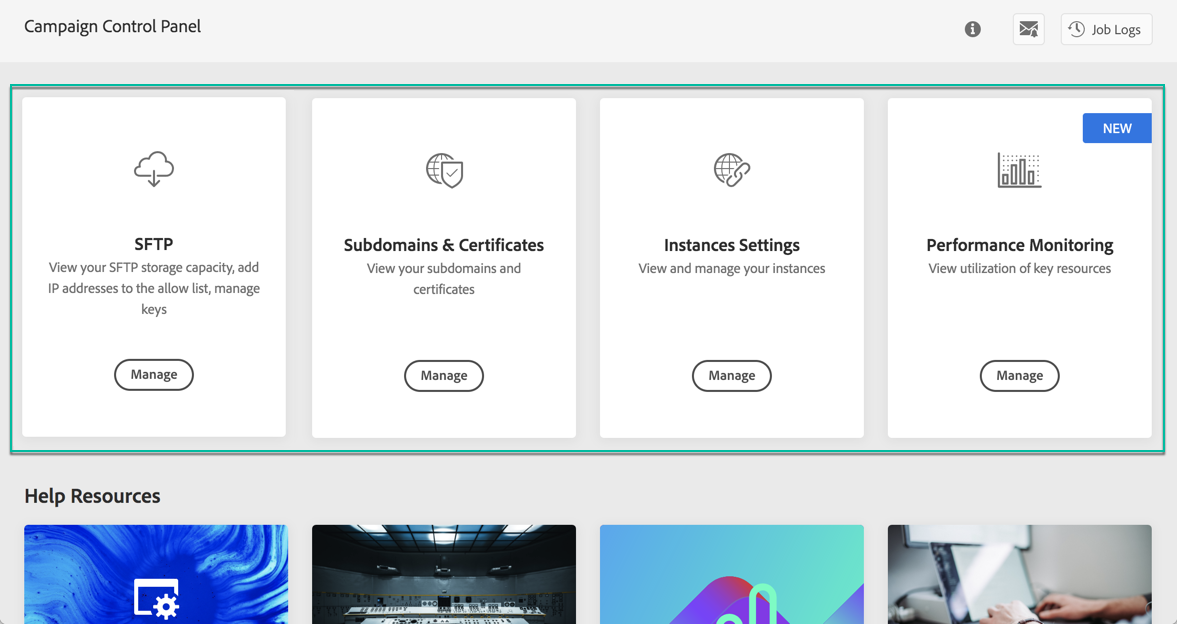 Campaign Control Panel
Job Logs
NEW
SFTP
View your SFTP storage capacity, add
IP addresses to the allow list, manage
keys
Manage
Subdomains & Certificates
View your subdomains and
certificates
Manage
Instances Settings
View and manage your instances
Manage
Performance Monitoring
View utilization of key resources
Manage
Help Resources